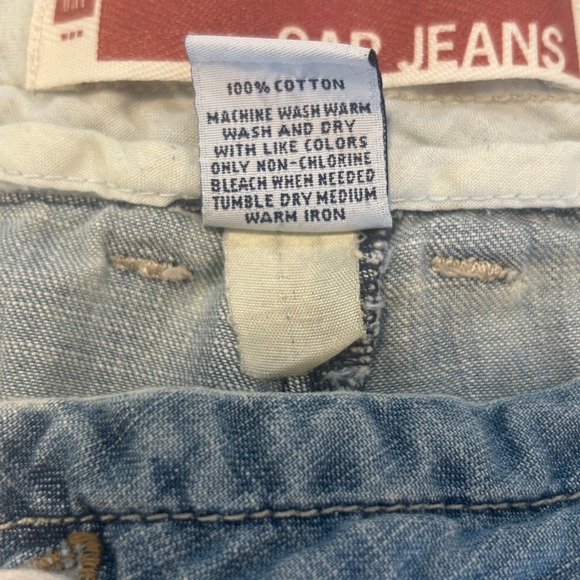 GAP JEANS
100% COTTON
MACHINE WASH WARM
WASH AND DRY
WITH LIKE COLORS
ONLY NON-CHLORINE
BLEACH WHEN NEEDED
TUMBLE DRY MEDIUM
WARM IRON